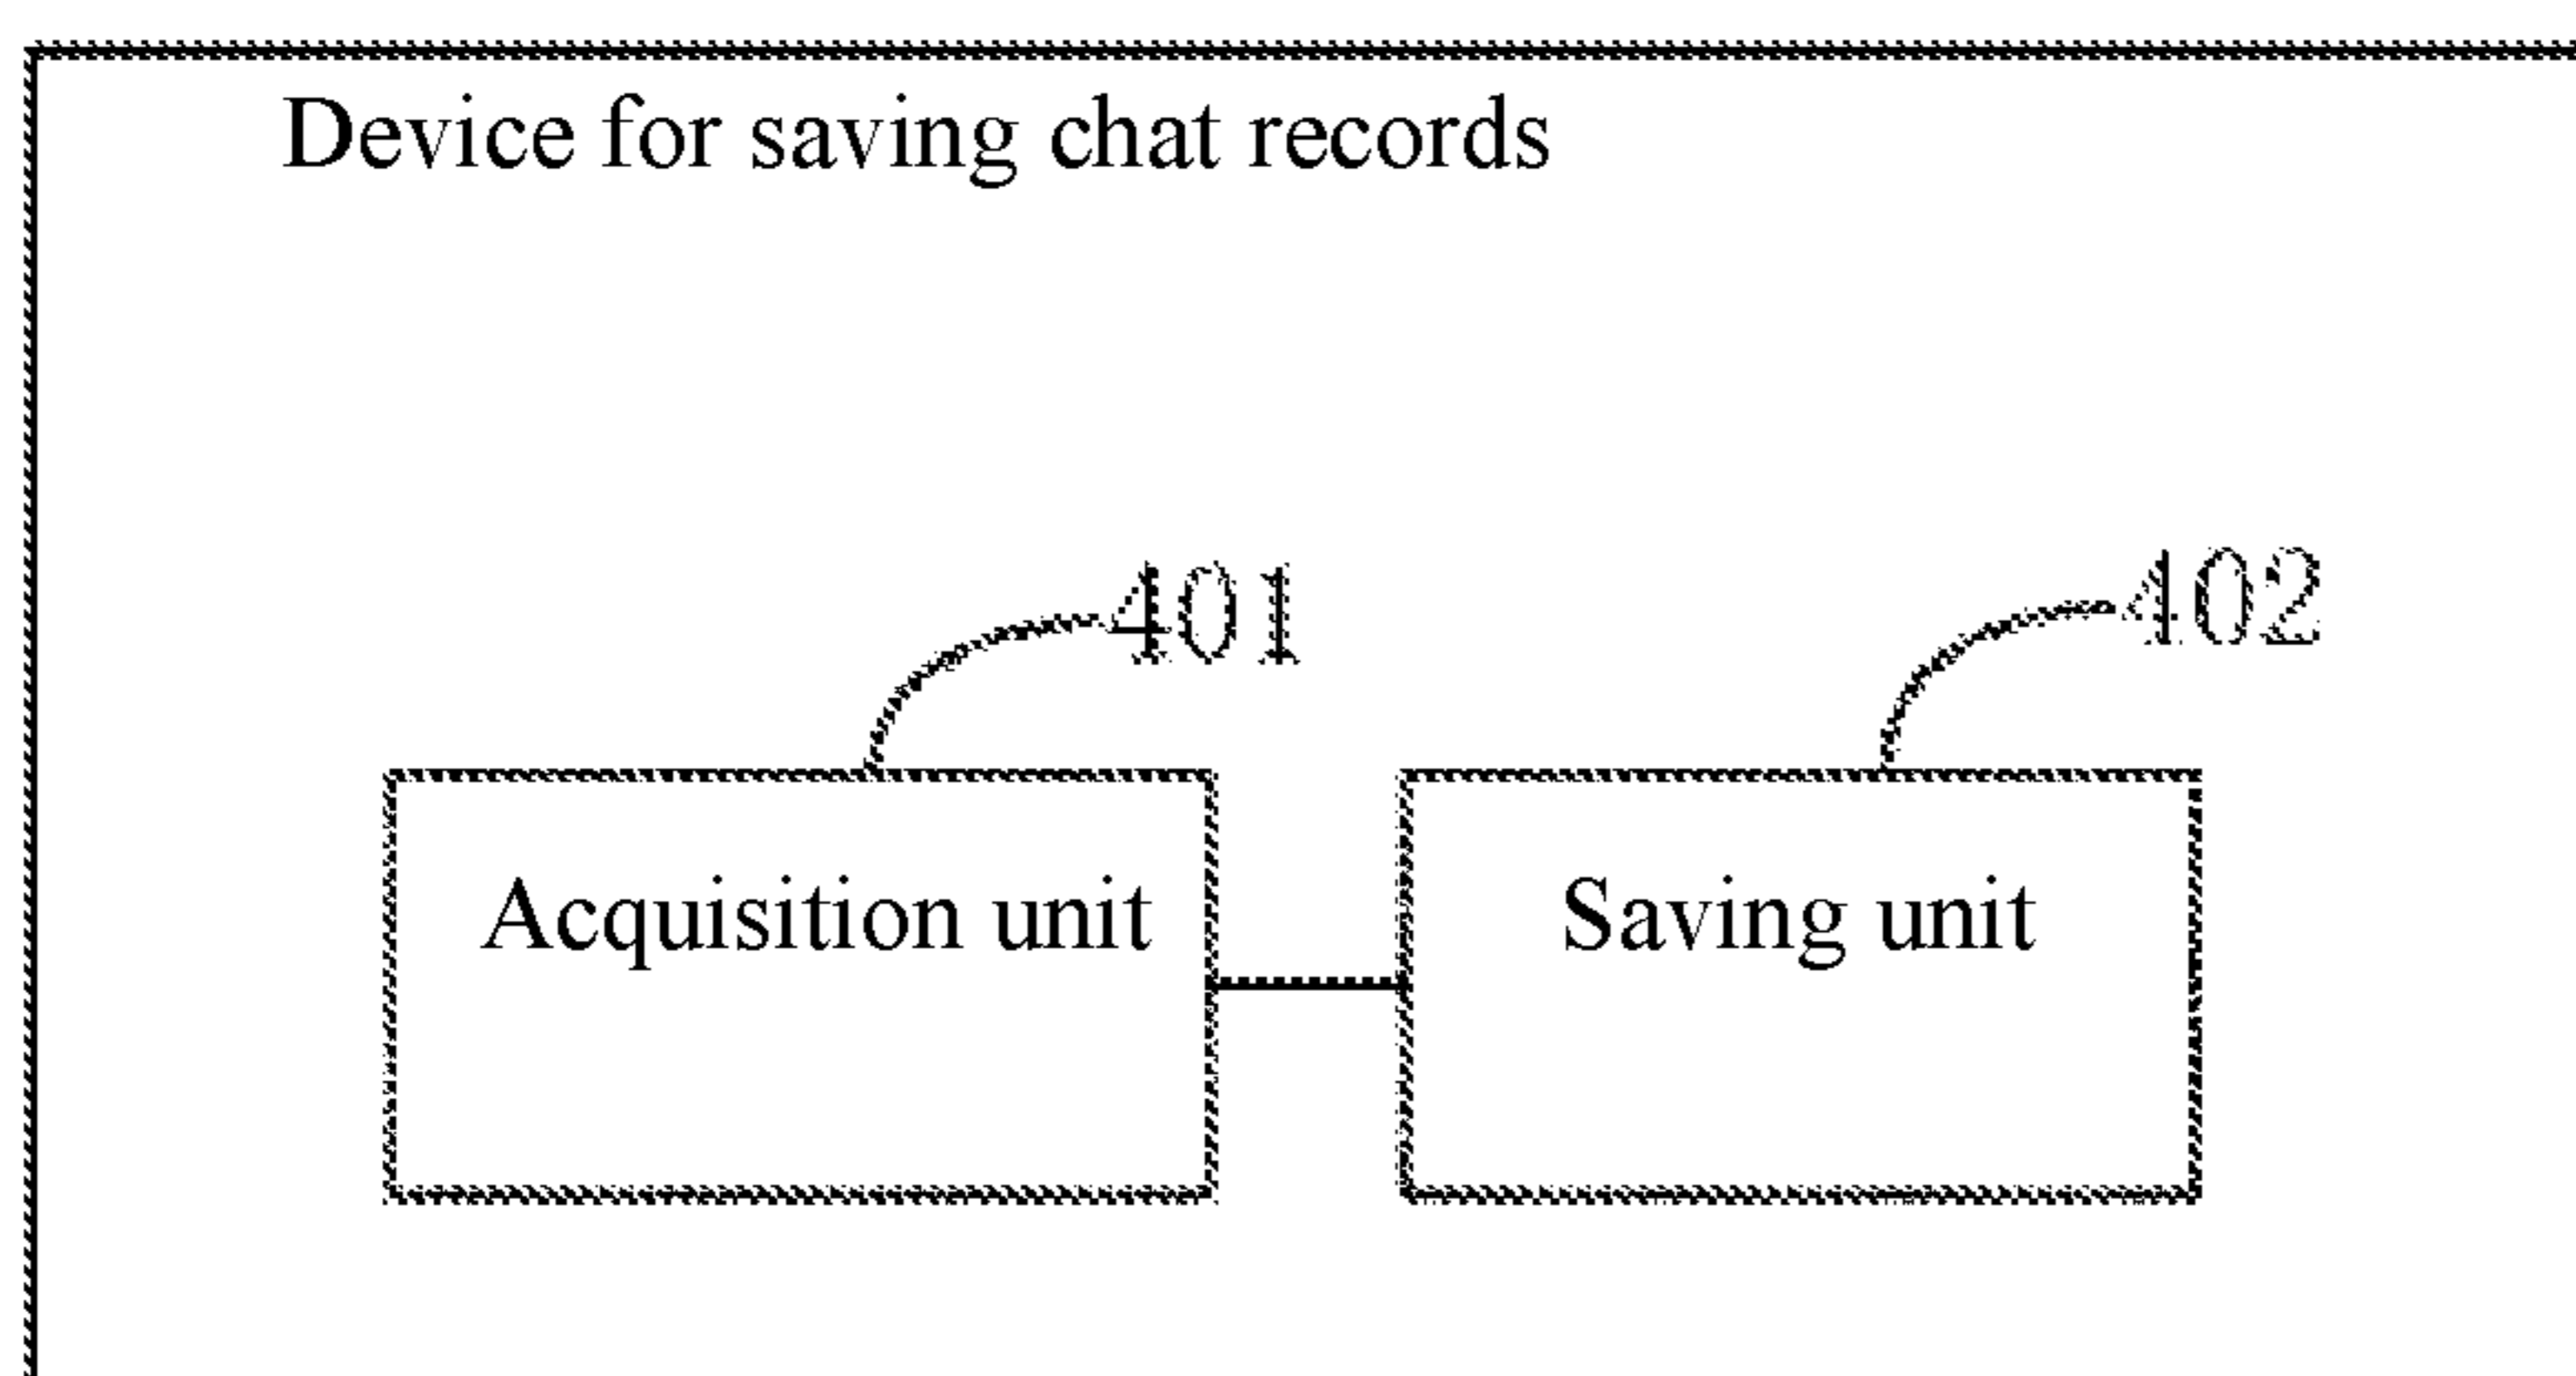 Device for saving chat records
401
402
Acquisition unit
Saving unit